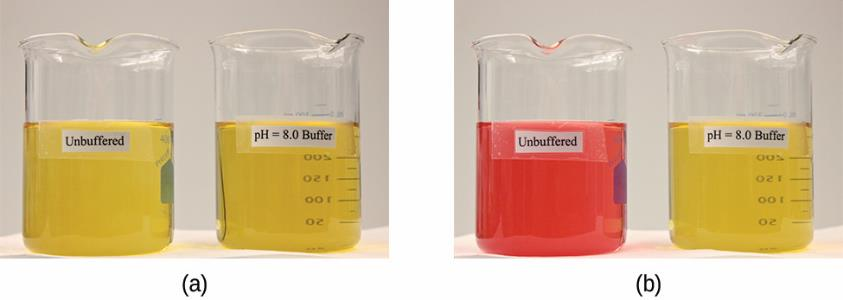 Unbuffered
pH = 8.0 Buffer
200
150
100
50
(a)
Unbuffered
pH = 8.0 Buffer
200
150
100
50
(b)